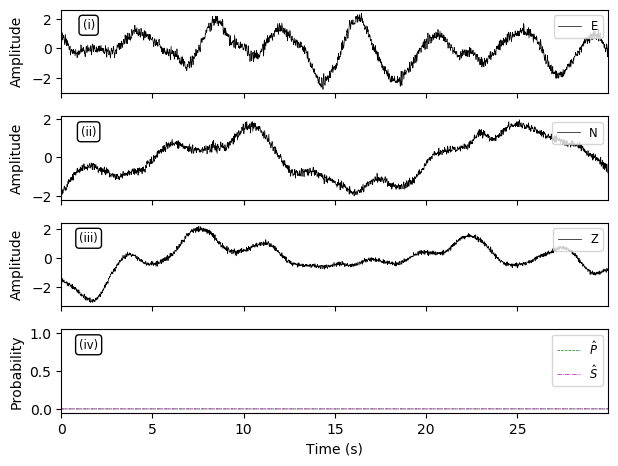 Amplitude
2
0
−2
(i)
E
Amplitude
2
0
−2
(ii)
N
Amplitude
2
0
−2
(iii)
Z
Probability
1.0
0.5
0.0
(iv)
P̂
Ŝ
0 5 10 15 20 25
Time (s)